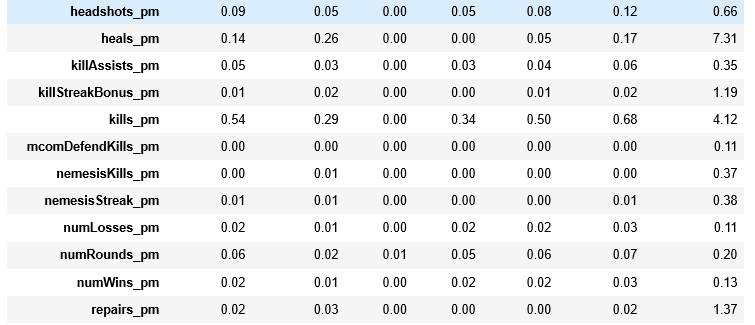 headshots_pm 0.09 0.05 0.00 0.05 0.08 0.12 0.66
heals_pm 0.14 0.26 0.00 0.00 0.05 0.17 7.31
killAssists_pm 0.05 0.03 0.00 0.03 0.04 0.06 0.35
killStreakBonus_pm 0.01 0.02 0.00 0.00 0.01 0.02 1.19
kills_pm 0.54 0.29 0.00 0.34 0.50 0.68 4.12
mcomDefendKills_pm 0.00 0.00 0.00 0.00 0.00 0.00 0.11
nemesisKills_pm 0.00 0.01 0.00 0.00 0.00 0.00 0.37
nemesisStreak_pm 0.01 0.01 0.00 0.00 0.00 0.01 0.38
numLosses_pm 0.02 0.01 0.00 0.02 0.02 0.03 0.11
numRounds_pm 0.06 0.02 0.01 0.05 0.06 0.07 0.20
numWins_pm 0.02 0.01 0.00 0.02 0.02 0.03 0.13
repairs_pm 0.02 0.03 0.00 0.00 0.00 0.02 1.37